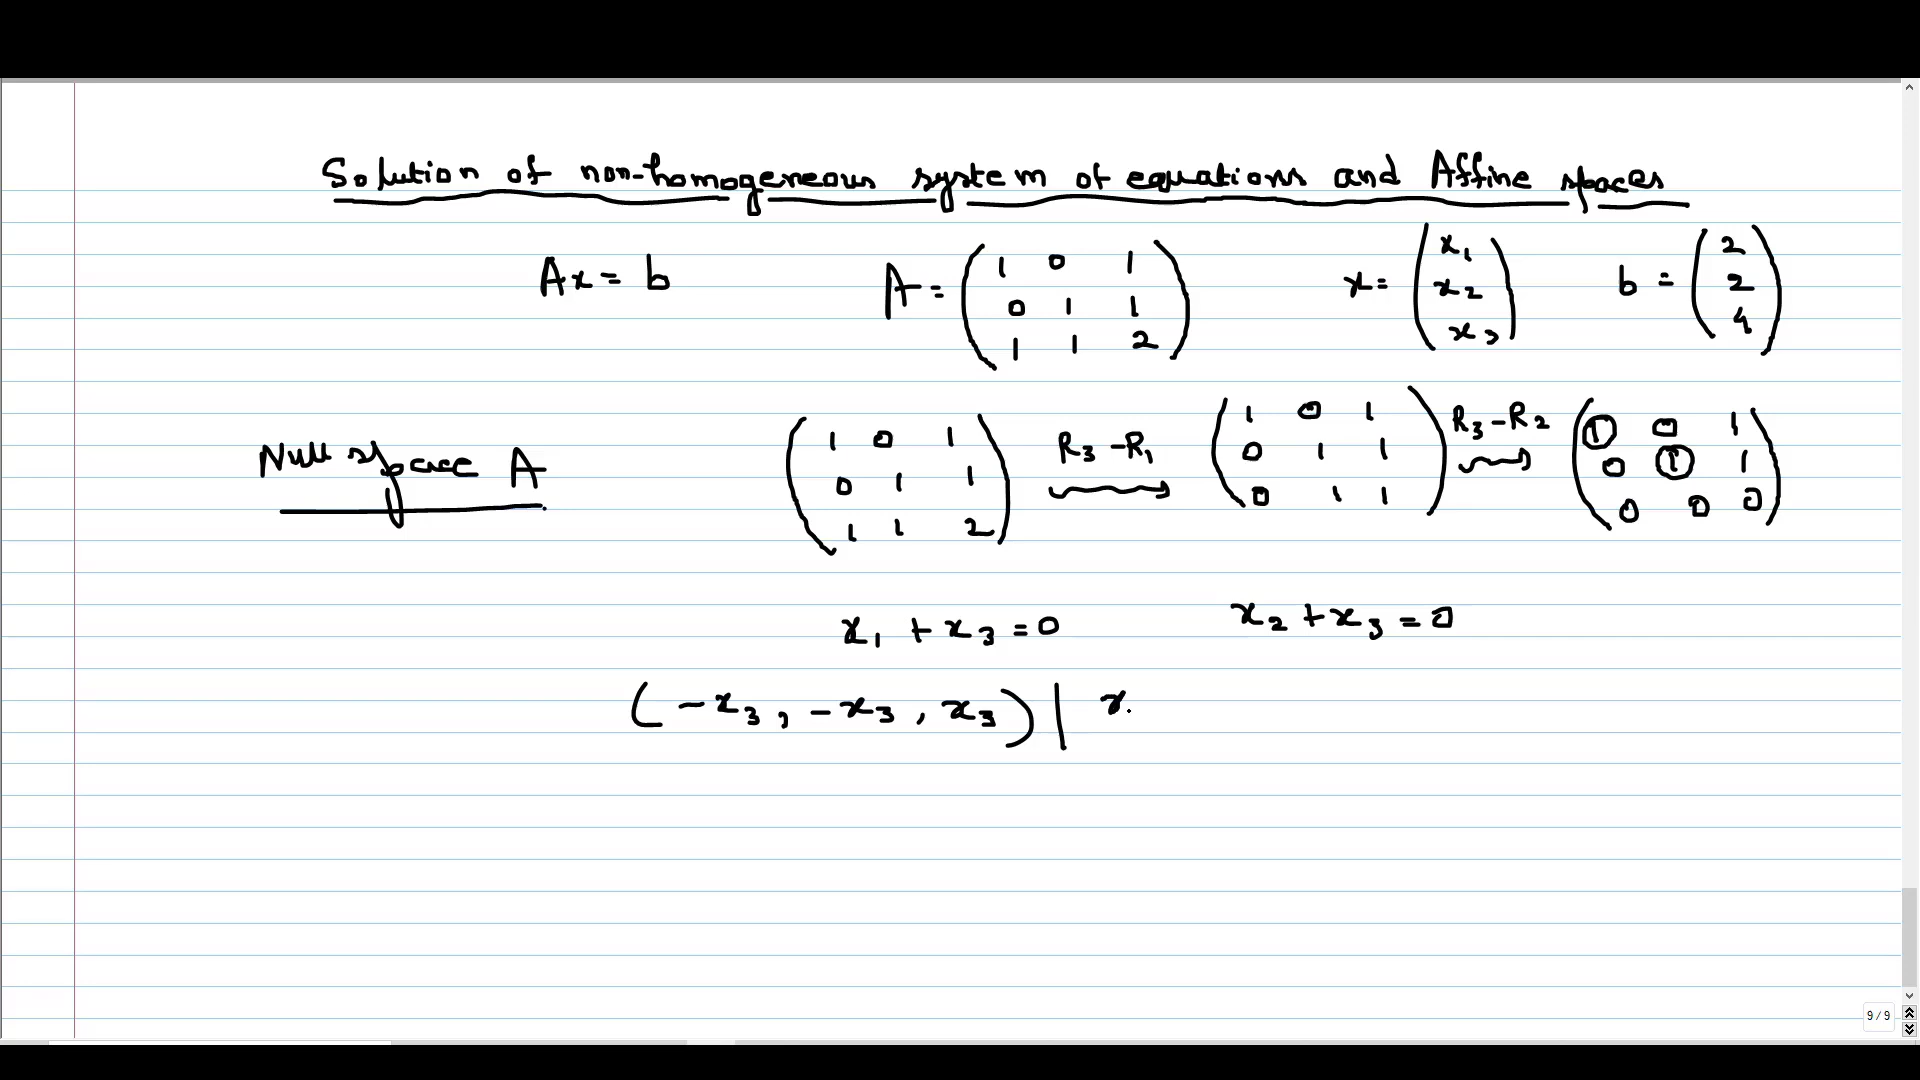 Solution of non-homogeneous system of equations and Affine spaces
Ax = b A = (1 0 1 x = (x₁ b = (2
0 1 1 x₂ 2
1 1 2) x₃) 4)
Null space A (1 0 1 R₃ - R₁ (1 0 1 R₃ - R₂ (1 0 1
0 1 1 0 1 1 0 1 1
1 1 2) 0 1 1) 0 0 0)
x₁ + x₃ = 0 x₂ + x₃ = 0
(-x₃, -x₃, x₃) | x.
9 / 9